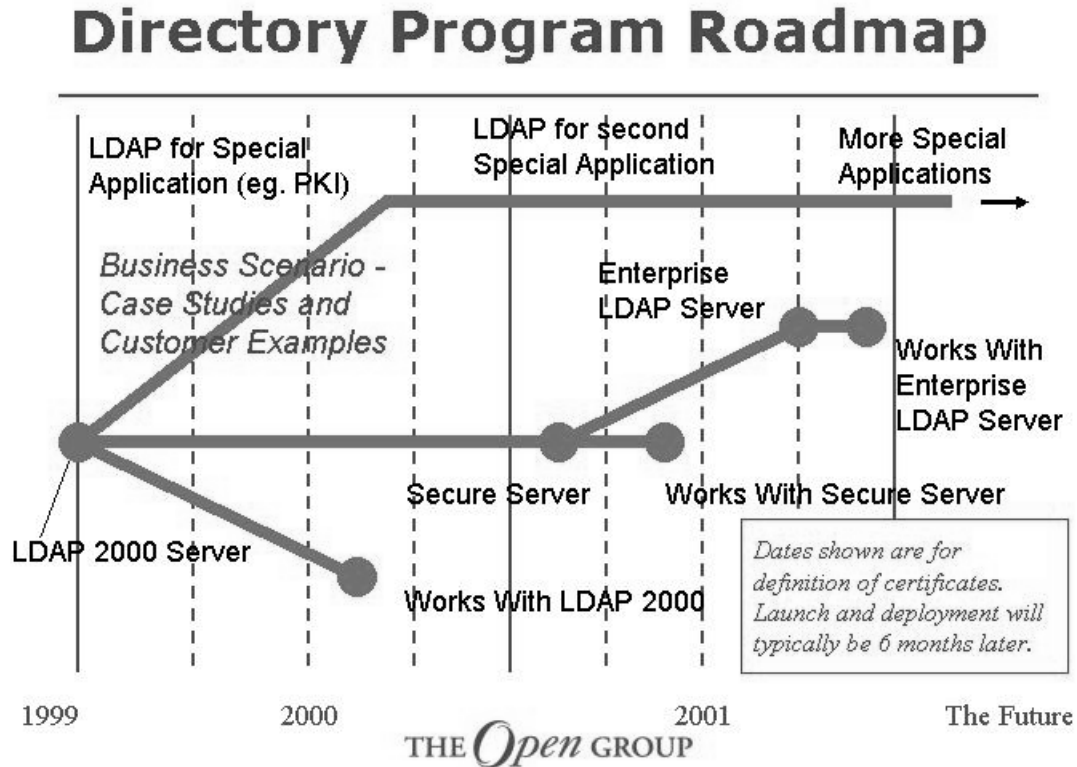 Directory Program Roadmap
LDAP for Special
Application (eg. PKI)
LDAP for second
Special Application
More Special
Applications
Business Scenario -
Case Studies and
Customer Examples
Enterprise
LDAP Server
Works With
Enterprise
LDAP Server
Secure Server
Works With Secure Server
LDAP 2000 Server
Works With LDAP 2000
Dates shown are for
definition of certificates.
Launch and deployment will
typically be 6 months later.
1999
2000
2001
The Future
THE Open GROUP